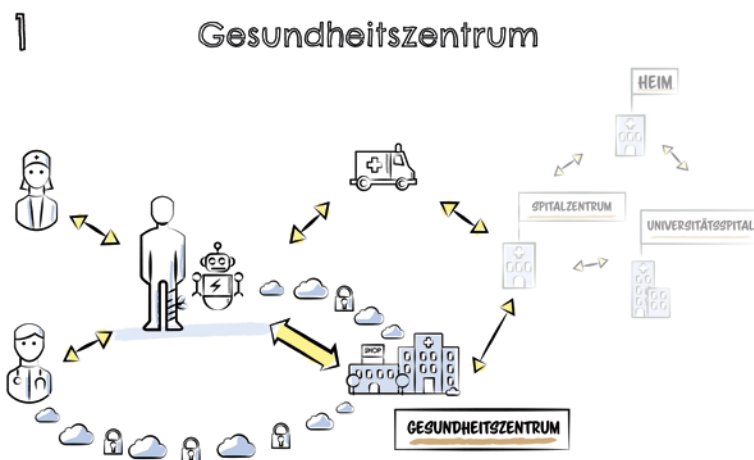 1
Gesundheitszentrum
HEIM
SPITALZENTRUM
UNIVERSITÄTSSPITAL
SHOP
GESUNDHEITSZENTRUM